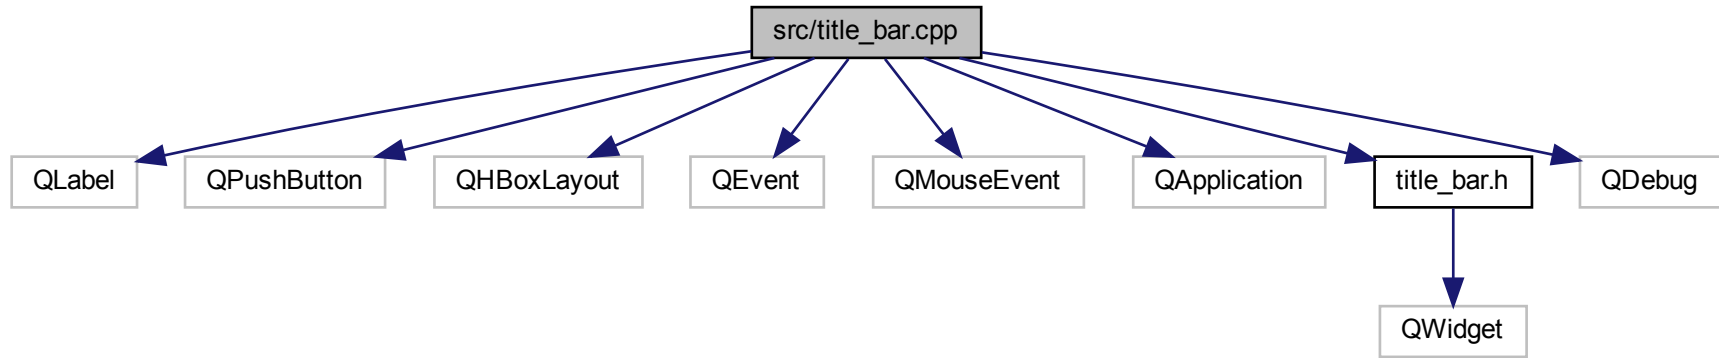 src/title_bar.cpp
QLabel
QPushButton
QHBoxLayout
QEvent
QMouseEvent
QApplication
title_bar.h
QDebug
QWidget